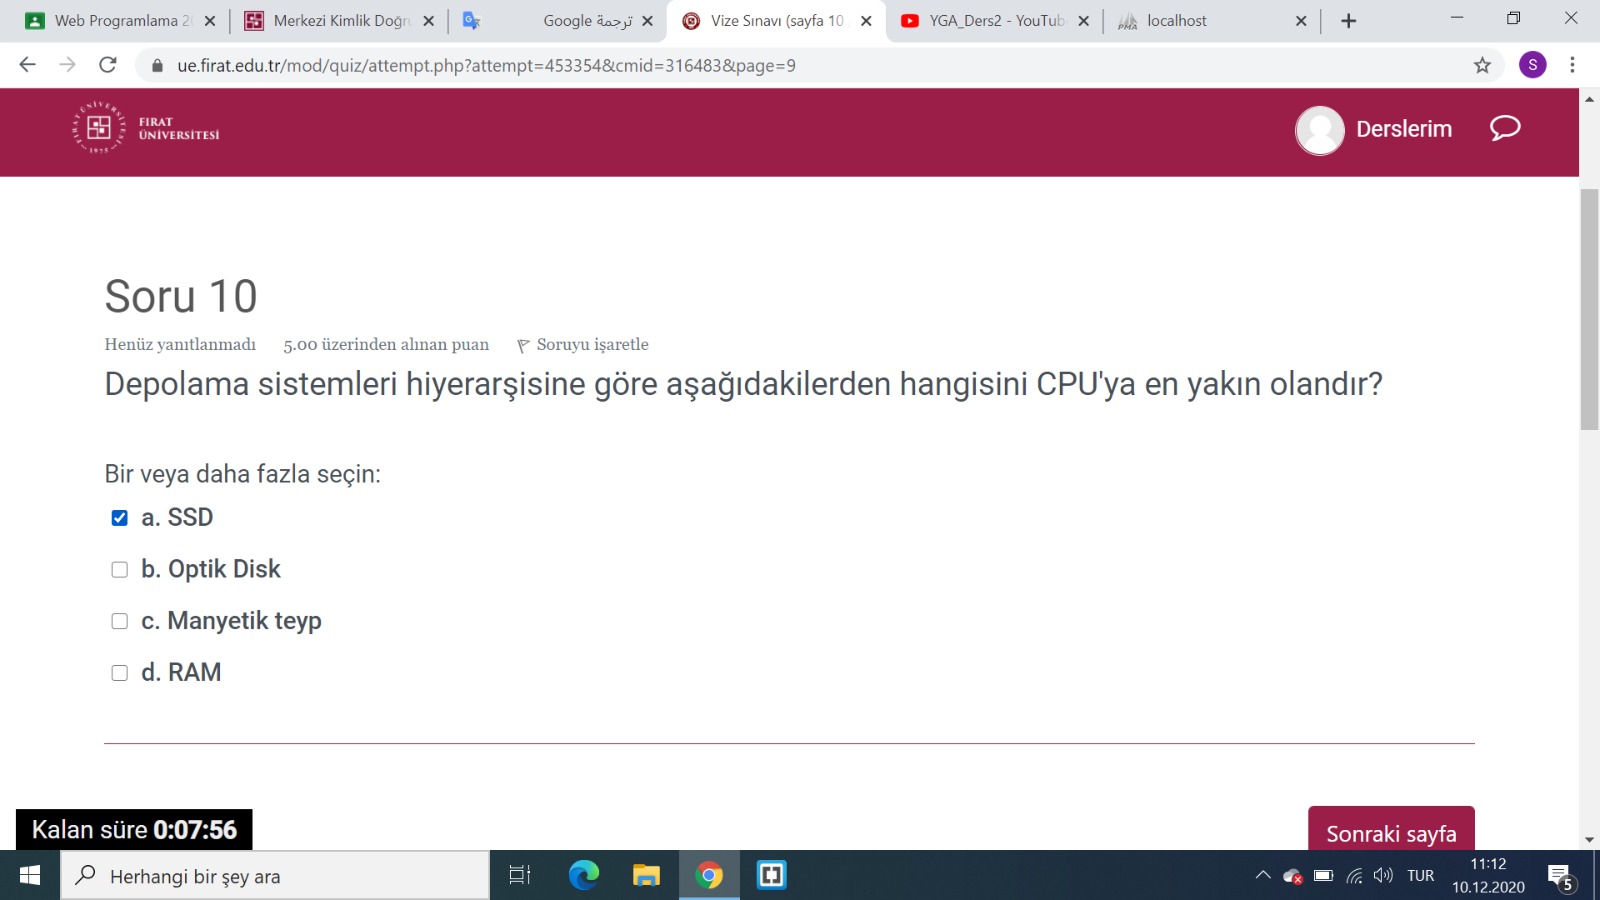 Web Programlama 2
Merkezi Kimlik Doğru
Google ترجمة
Vize Sınavı (sayfa 10
YGA_Ders2 - YouTub
localhost
ue.firat.edu.tr/mod/quiz/attempt.php?attempt=453354&cmid=316483&page=9
S
FIRAT
ÜNİVERSİTESİ
Derslerim
Soru 10
Henüz yanıtlanmadı 5.00 üzerinden alınan puan Soruyu işaretle
Depolama sistemleri hiyerarşisine göre aşağıdakilerden hangisini CPU'ya en yakın olandır?
Bir veya daha fazla seçin:
a. SSD
b. Optik Disk
c. Manyetik teyp
d. RAM
Kalan süre 0:07:56
Sonraki sayfa
Herhangi bir şey ara
TUR
11:12
10.12.2020
5